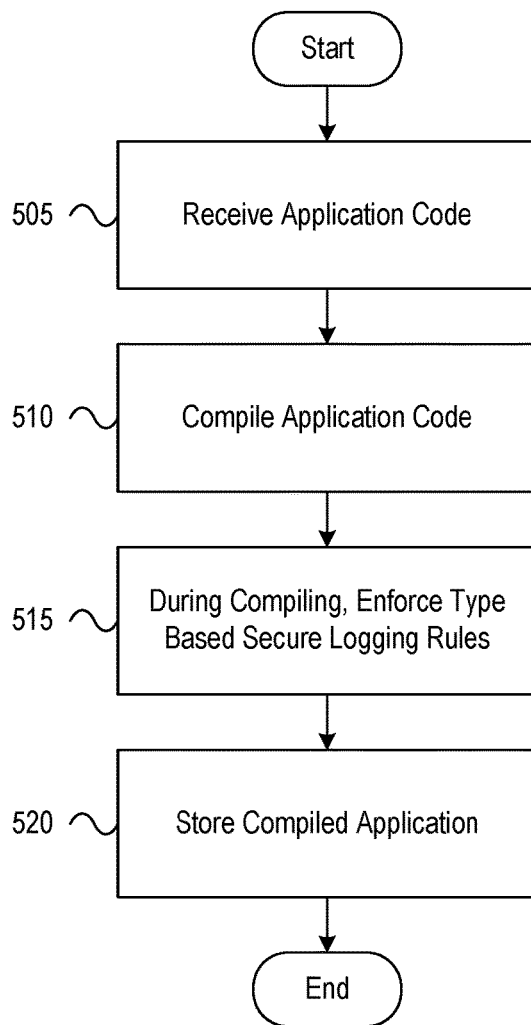 Start
505
Receive Application Code
510
Compile Application Code
515
During Compiling, Enforce Type
Based Secure Logging Rules
520
Store Compiled Application
End